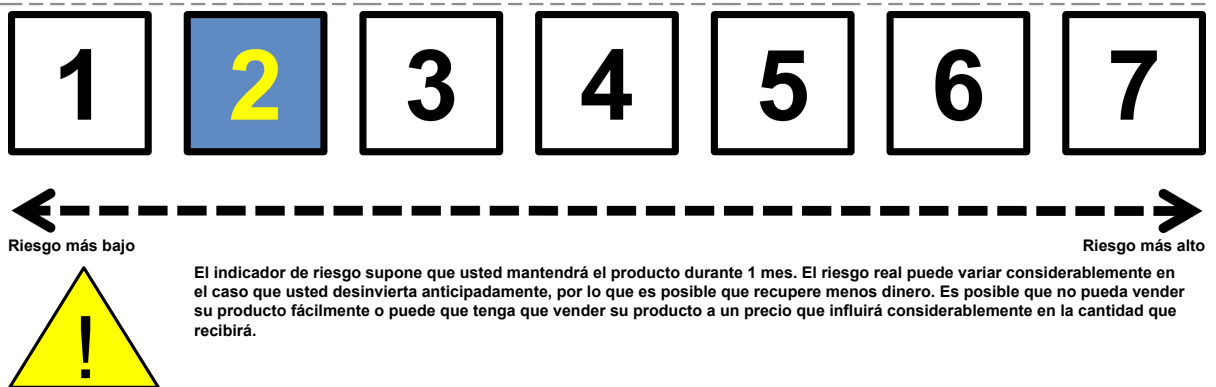 1 2 3 4 5 6 7
Riesgo más bajo Riesgo más alto
El indicador de riesgo supone que usted mantendrá el producto durante 1 mes. El riesgo real puede variar considerablemente en
el caso que usted desinvierta anticipadamente, por lo que es posible que recupere menos dinero. Es posible que no pueda vender
su producto fácilmente o puede que tenga que vender su producto a un precio que influirá considerablemente en la cantidad que
recibirá.
!